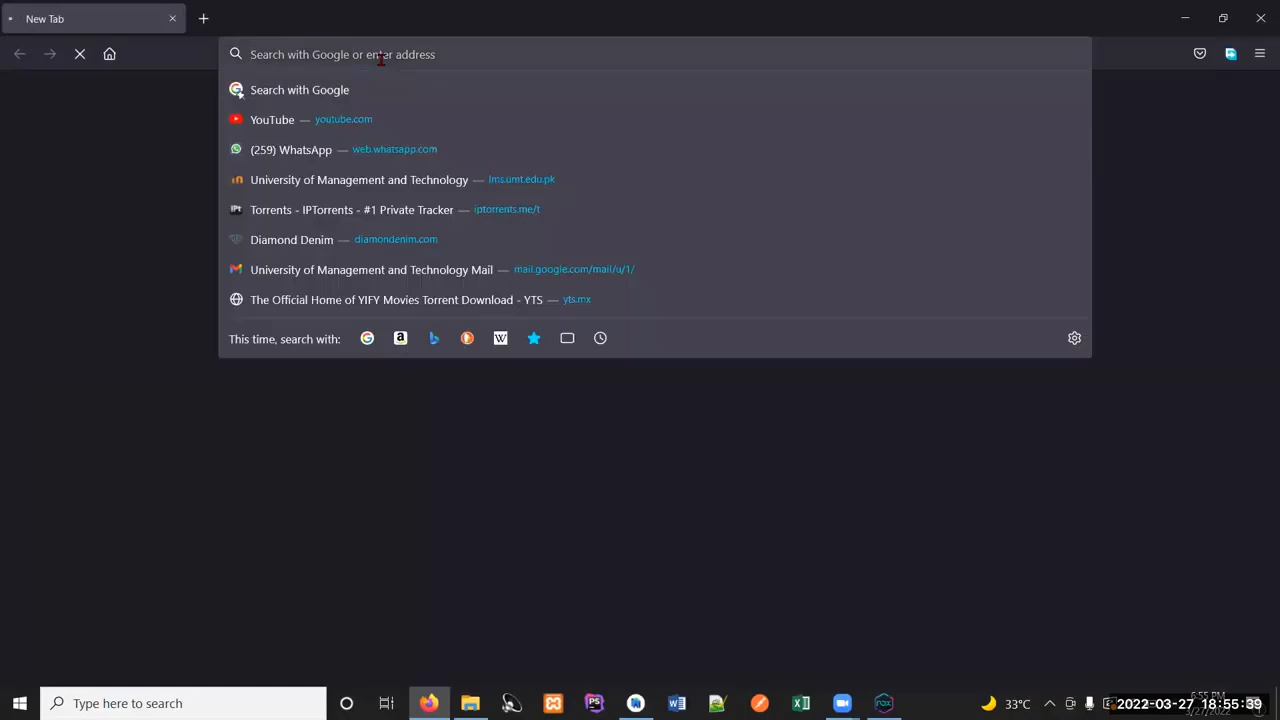 New Tab
Search with Google or enter address
Search with Google
YouTube — youtube.com
(259) WhatsApp — web.whatsapp.com
University of Management and Technology — lms.umt.edu.pk
Torrents - IPTorrents - #1 Private Tracker — iptorrents.me/t
Diamond Denim — diamondenim.com
University of Management and Technology Mail — mail.google.com/mail/u/1/
The Official Home of YIFY Movies Torrent Download - YTS — yts.mx
This time, search with:
Type here to search
33°C
6:55 PM
2022-03-27 18:55:39